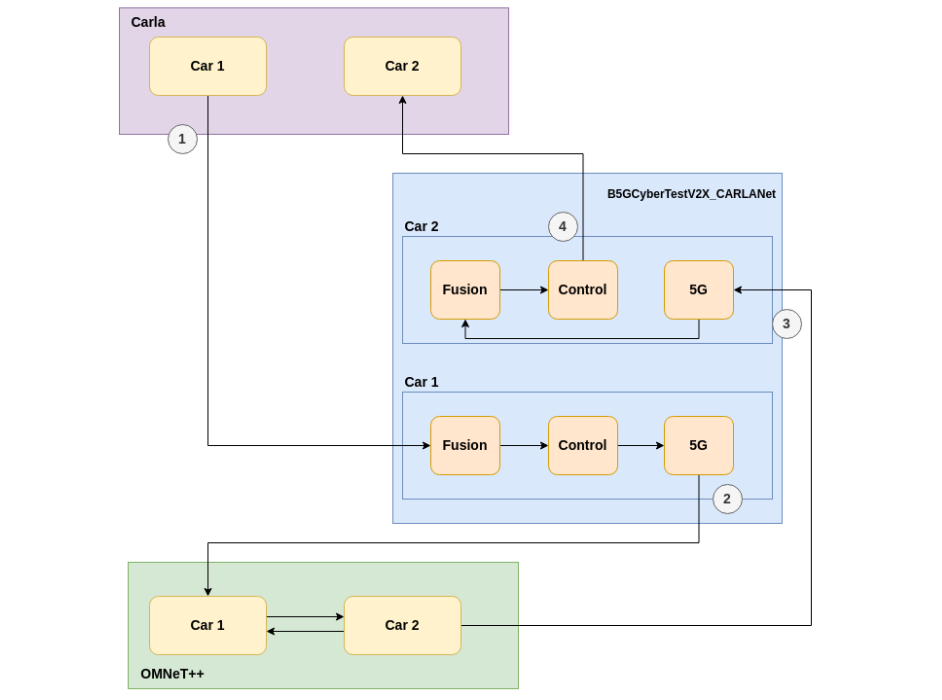 Carla
Car 1
Car 2
1
B5GCyberTestV2X_CARLANet
Car 2
4
Fusion
Control
5G
3
Car 1
Fusion
Control
5G
2
Car 1
Car 2
OMNeT++